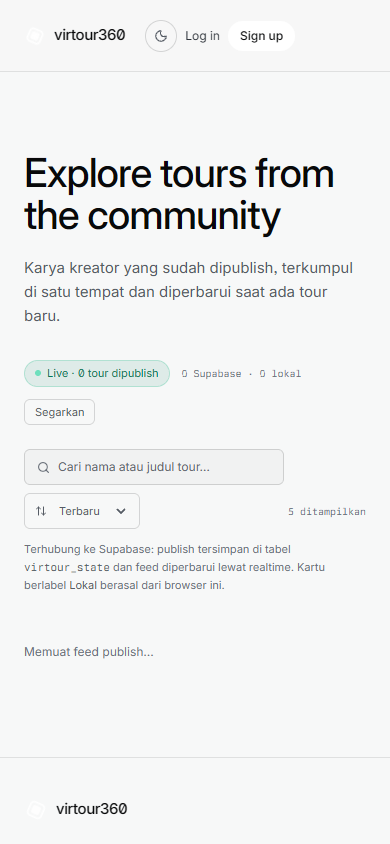 virtour360
Log in
Sign up
Explore tours from
the community
Karya kreator yang sudah dipublish, terkumpul
di satu tempat dan diperbarui saat ada tour
baru.
Live · 0 tour dipublish
0 Supabase · 0 lokal
Segarkan
Cari nama atau judul tour...
Terbaru
5 ditampilkan
Terhubung ke Supabase: publish tersimpan di tabel
virtour_state dan feed diperbarui lewat realtime. Kartu
berlabel Lokal berasal dari browser ini.
Memuat feed publish...
virtour360